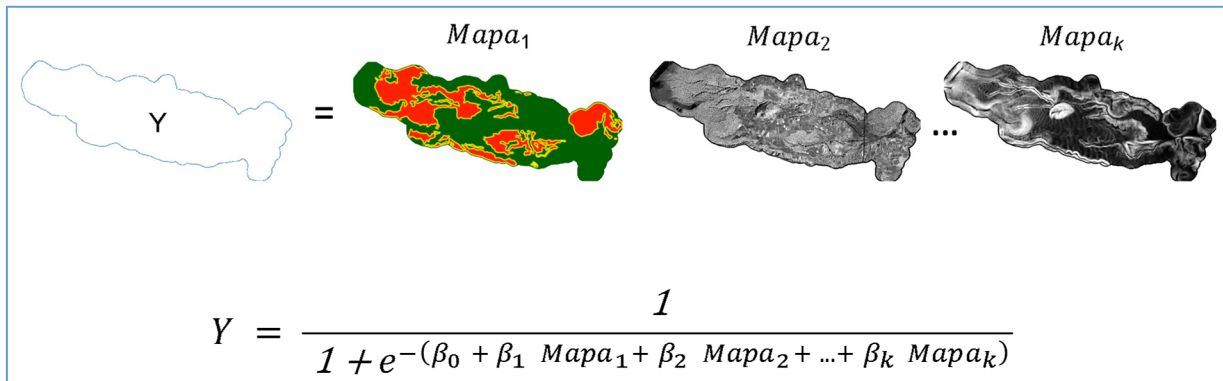 Mapa₁ Mapa₂ Mapaₖ
Y = ...
Y = 1 / 1 + e^−(β₀ + β₁ Mapa₁ + β₂ Mapa₂ + ... + βₖ Mapaₖ)